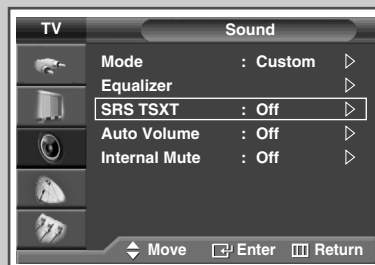 TV Sound
Mode : Custom
Equalizer
SRS TSXT : Off
Auto Volume : Off
Internal Mute : Off
Move Enter Return